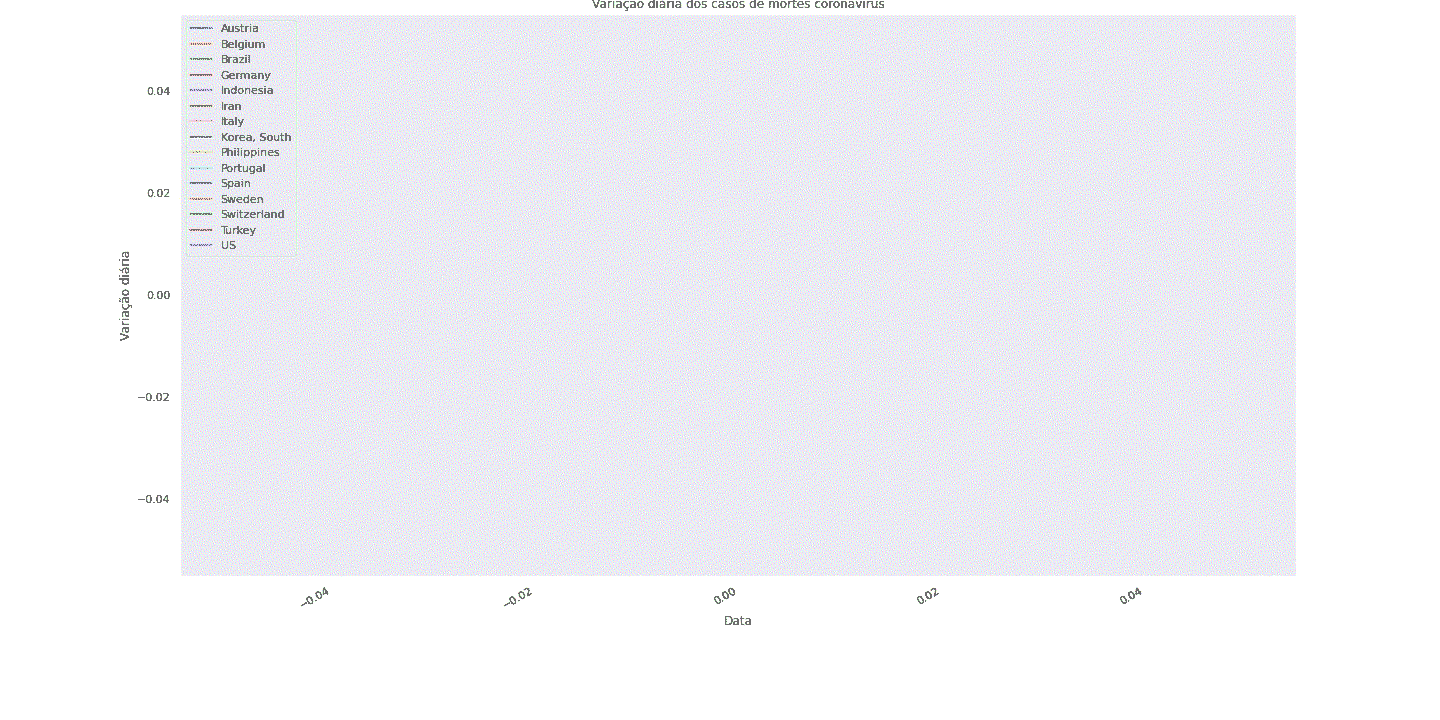 Variação diária dos casos de mortes coronavírus
Austria
Belgium
Brazil
Germany
Indonesia
Iran
Italy
Korea, South
Philippines
Portugal
Spain
Sweden
Switzerland
Turkey
US
0.04
0.02
0.00
−0.02
−0.04
Variação diária
−0.04
−0.02
0.00
0.02
0.04
Data